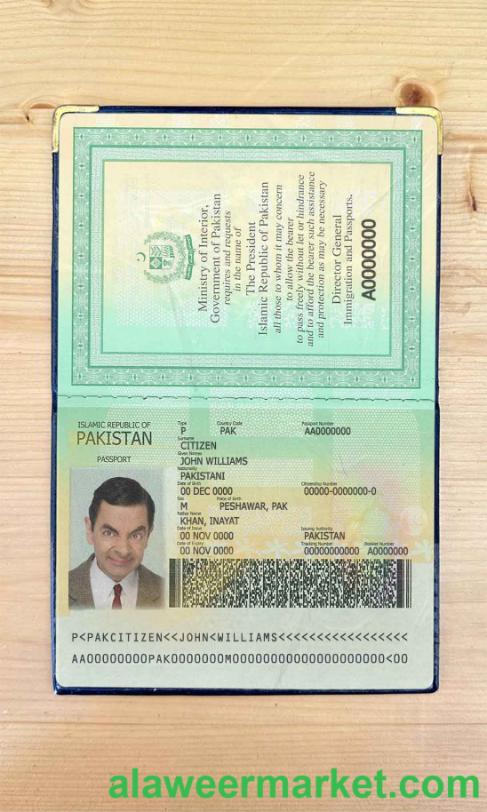 Ministry of Interior,
Government of Pakistan
requires and requests
in the name of
The President
Islamic Republic of Pakistan
all those to whom it may concern
to allow the bearer
to pass freely without let or hindrance
and to afford the bearer such assistance
and protection as may be necessary
Director General
Immigration and Passports.
A0000000
ISLAMIC REPUBLIC OF
PAKISTAN
PASSPORT
Type Country Code Passport Number
P PAK AA0000000
Surname
CITIZEN
Given Names
JOHN WILLIAMS
Nationality
PAKISTANI
Date of Birth Citizenship Number
00 DEC 0000 00000-0000000-0
Sex Place of Birth
M PESHAWAR, PAK
Father Name
KHAN, INAYAT
Date of Issue Issuing Authority
00 NOV 0000 PAKISTAN
Date of Expiry Tracking Number Booklet Number
00 NOV 0000 00000000000 A0000000
P<PAKCITIZEN<<JOHN<WILLIAMS<<<<<<<<<<<<<<<<<<
AA00000000PAK0000000M00000000000000000000000<00
alaweermarket.com